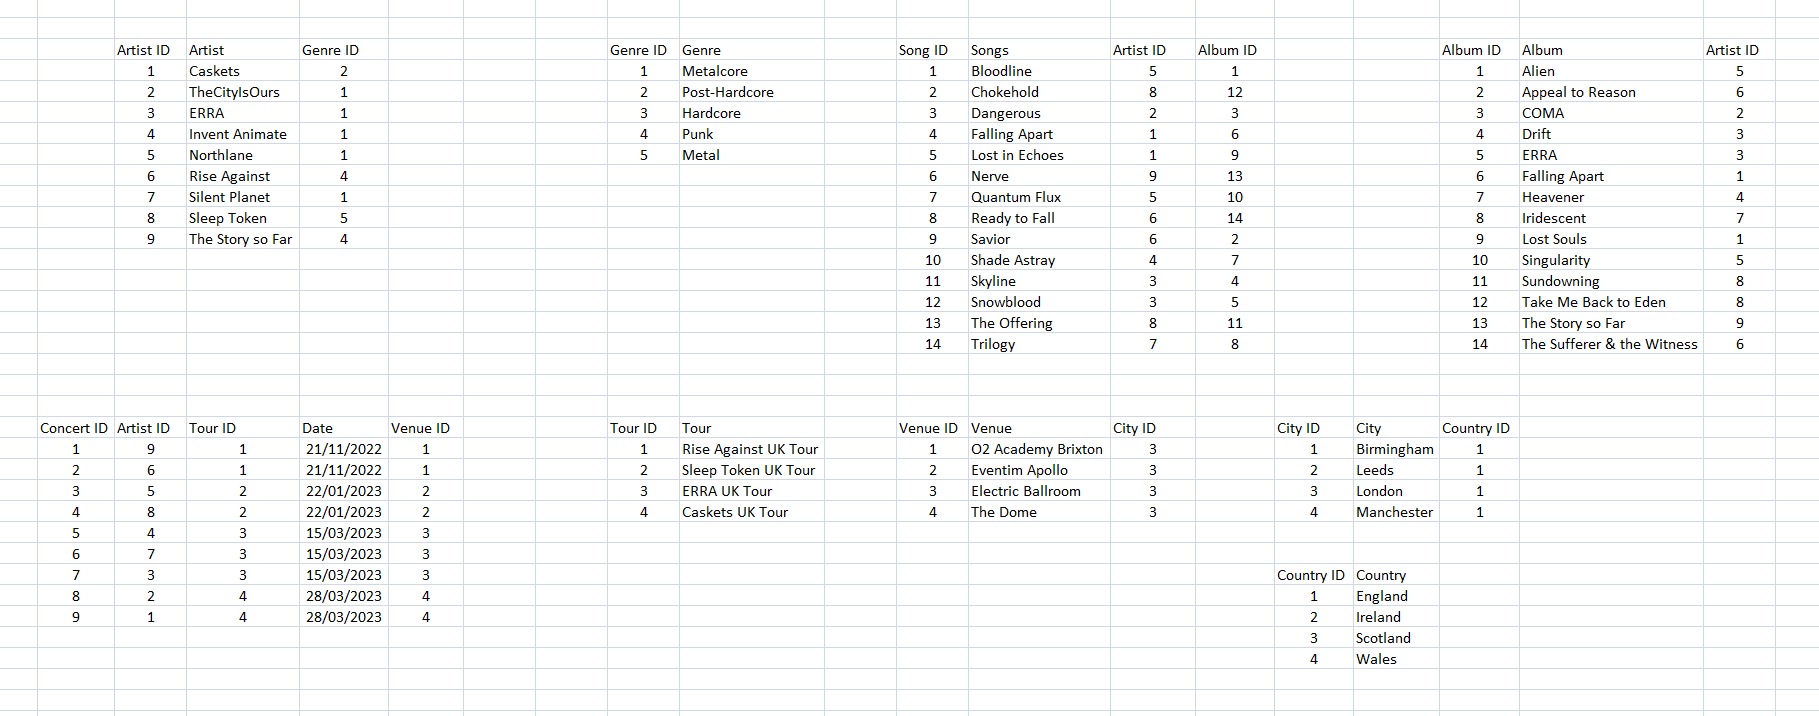 Artist ID Artist Genre ID Genre ID Genre Song ID Songs Artist ID Album ID Album ID Album Artist ID
1 Caskets 2 1 Metalcore 1 Bloodline 5 1 1 Alien 5
2 TheCityIsOurs 1 2 Post-Hardcore 2 Chokehold 8 12 2 Appeal to Reason 6
3 ERRA 1 3 Hardcore 3 Dangerous 2 3 3 COMA 2
4 Invent Animate 1 4 Punk 4 Falling Apart 1 6 4 Drift 3
5 Northlane 1 5 Metal 5 Lost in Echoes 1 9 5 ERRA 3
6 Rise Against 4 6 Nerve 9 13 6 Falling Apart 1
7 Silent Planet 1 7 Quantum Flux 5 10 7 Heavener 4
8 Sleep Token 5 8 Ready to Fall 6 14 8 Iridescent 7
9 The Story so Far 4 9 Savior 6 2 9 Lost Souls 1
10 Shade Astray 4 7 10 Singularity 5
11 Skyline 3 4 11 Sundowning 8
12 Snowblood 3 5 12 Take Me Back to Eden 8
13 The Offering 8 11 13 The Story so Far 9
14 Trilogy 7 8 14 The Sufferer & the Witness 6
Concert ID Artist ID Tour ID Date Venue ID Tour ID Tour Venue ID Venue City ID City ID City Country ID
1 9 1 21/11/2022 1 1 Rise Against UK Tour 1 O2 Academy Brixton 3 1 Birmingham 1
2 6 1 21/11/2022 1 2 Sleep Token UK Tour 2 Eventim Apollo 3 2 Leeds 1
3 5 2 22/01/2023 2 3 ERRA UK Tour 3 Electric Ballroom 3 3 London 1
4 8 2 22/01/2023 2 4 Caskets UK Tour 4 The Dome 3 4 Manchester 1
5 4 3 15/03/2023 3
6 7 3 15/03/2023 3
7 3 3 15/03/2023 3 Country ID Country
8 2 4 28/03/2023 4 1 England
9 1 4 28/03/2023 4 2 Ireland
3 Scotland
4 Wales